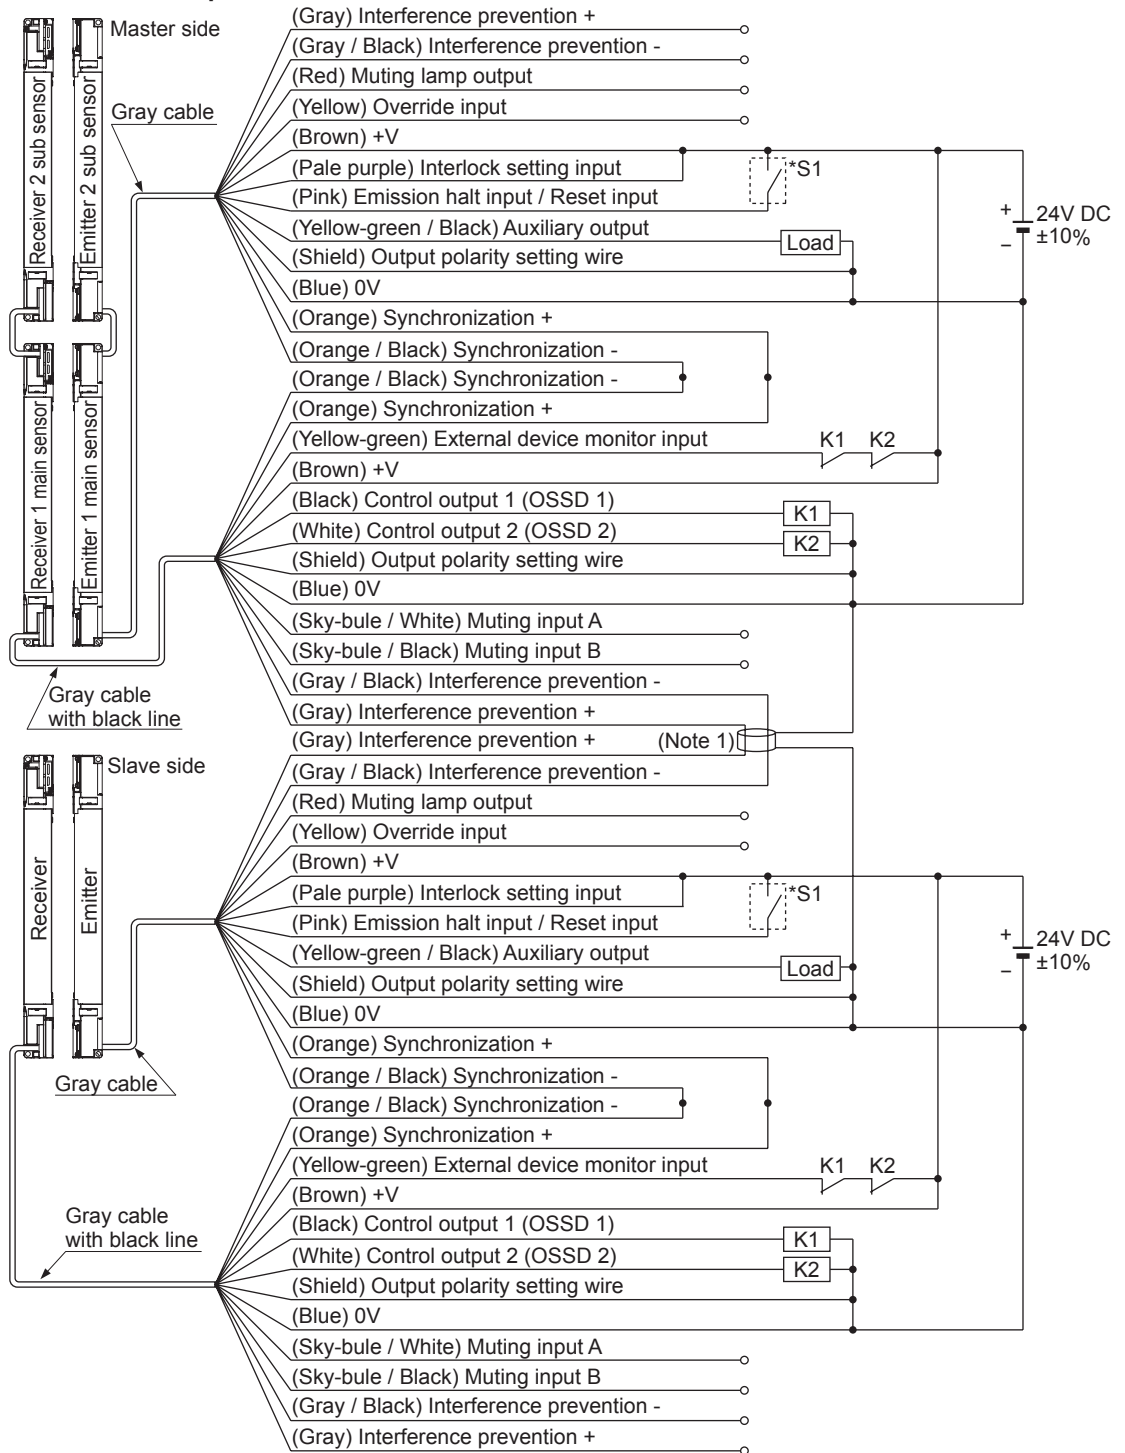 Master side
Receiver 2 sub sensor
Emitter 2 sub sensor
Receiver 1 main sensor
Emitter 1 main sensor
Gray cable
(Gray) Interference prevention +
(Gray / Black) Interference prevention -
(Red) Muting lamp output
(Yellow) Override input
(Brown) +V
(Pale purple) Interlock setting input
*S1
(Pink) Emission halt input / Reset input
+
24V DC
±10%
−
(Yellow-green / Black) Auxiliary output
Load
(Shield) Output polarity setting wire
(Blue) 0V
(Orange) Synchronization +
(Orange / Black) Synchronization -
(Orange / Black) Synchronization -
(Orange) Synchronization +
(Yellow-green) External device monitor input
K1 K2
(Brown) +V
(Black) Control output 1 (OSSD 1)
K1
(White) Control output 2 (OSSD 2)
K2
(Shield) Output polarity setting wire
(Blue) 0V
(Sky-bule / White) Muting input A
(Sky-bule / Black) Muting input B
(Gray / Black) Interference prevention -
Gray cable
with black line
(Gray) Interference prevention +
(Gray) Interference prevention +
(Note 1)
Slave side
Receiver
Emitter
(Gray / Black) Interference prevention -
(Red) Muting lamp output
(Yellow) Override input
(Brown) +V
(Pale purple) Interlock setting input
*S1
(Pink) Emission halt input / Reset input
+
24V DC
±10%
−
(Yellow-green / Black) Auxiliary output
Load
(Shield) Output polarity setting wire
(Blue) 0V
(Orange) Synchronization +
Gray cable
(Orange / Black) Synchronization -
(Orange / Black) Synchronization -
(Orange) Synchronization +
(Yellow-green) External device monitor input
K1 K2
(Brown) +V
Gray cable
with black line
(Black) Control output 1 (OSSD 1)
K1
(White) Control output 2 (OSSD 2)
K2
(Shield) Output polarity setting wire
(Blue) 0V
(Sky-bule / White) Muting input A
(Sky-bule / Black) Muting input B
(Gray / Black) Interference prevention -
(Gray) Interference prevention +